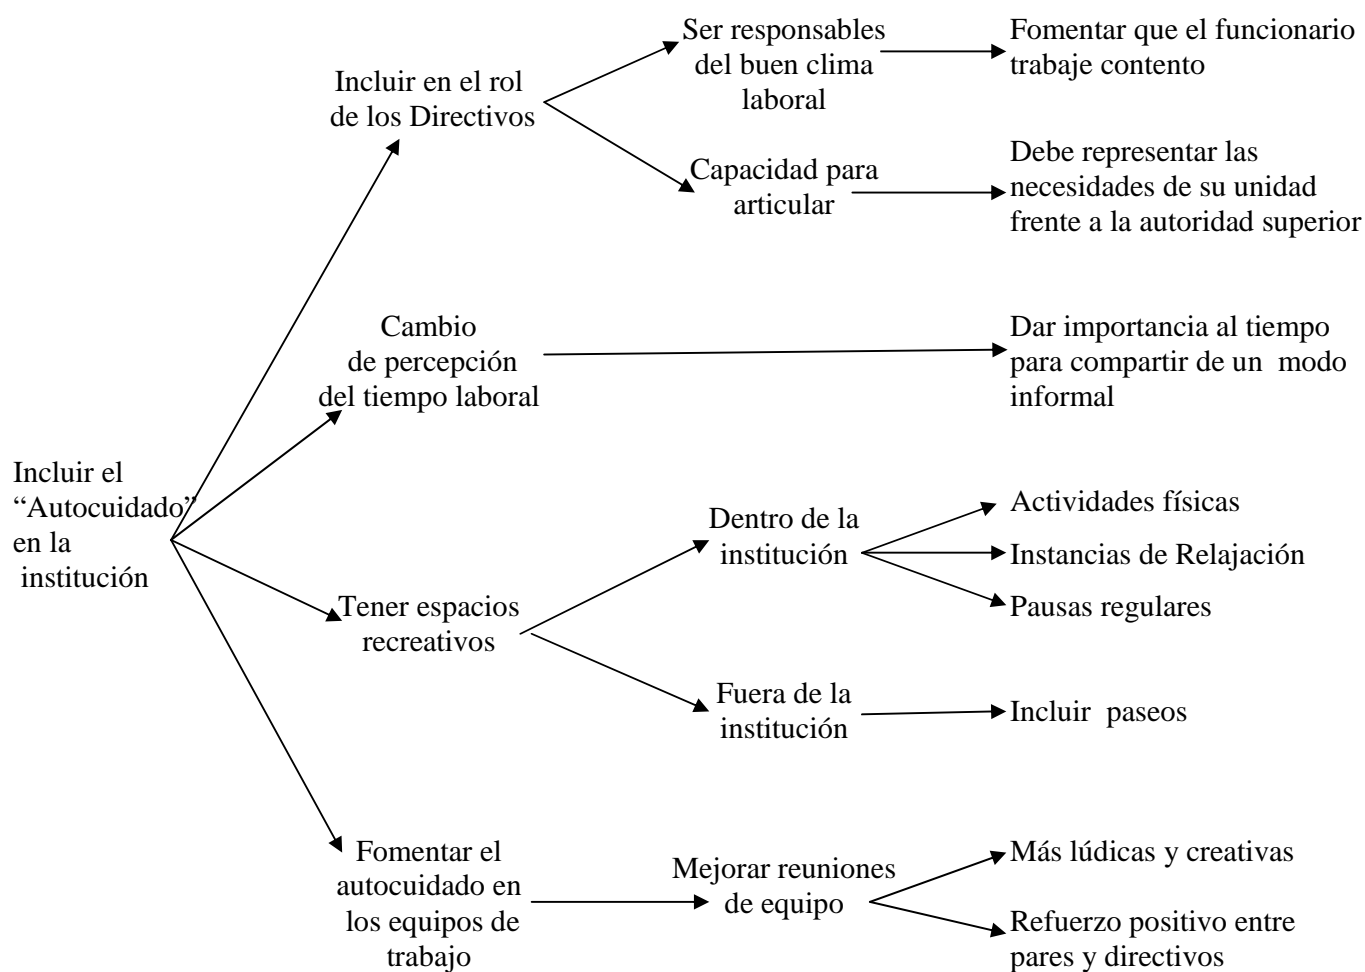 Ser responsables
del buen clima
laboral
Fomentar que el funcionario
trabaje contento
Incluir en el rol
de los Directivos
Capacidad para
articular
Debe representar las
necesidades de su unidad
frente a la autoridad superior
Cambio
de percepción
del tiempo laboral
Dar importancia al tiempo
para compartir de un  modo
informal
Incluir el
“Autocuidado”
en la
institución
Dentro de la
institución
Actividades físicas
Instancias de Relajación
Pausas regulares
Tener espacios
recreativos
Fuera de la
institución
Incluir  paseos
Fomentar el
autocuidado en
los equipos de
trabajo
Mejorar reuniones
de equipo
Más lúdicas y creativas
Refuerzo positivo entre
pares y directivos